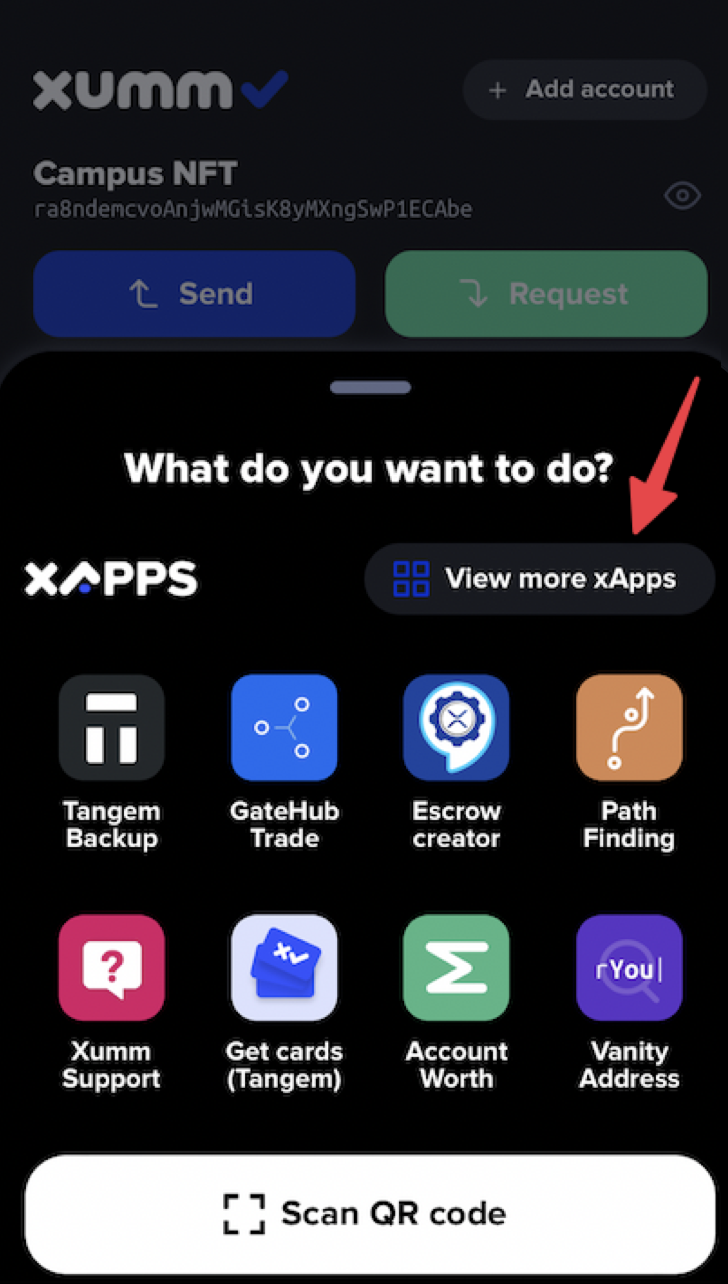 xumm
+ Add account
Campus NFT
ra8ndemcvoAnjwMGisK8yMXngSwP1ECAbe
Send
Request
What do you want to do?
XAPPS
View more xApps
Tangem
Backup
GateHub
Trade
Escrow
creator
Path
Finding
?
rYou|
Xumm
Support
Get cards
(Tangem)
Account
Worth
Vanity
Address
Scan QR code